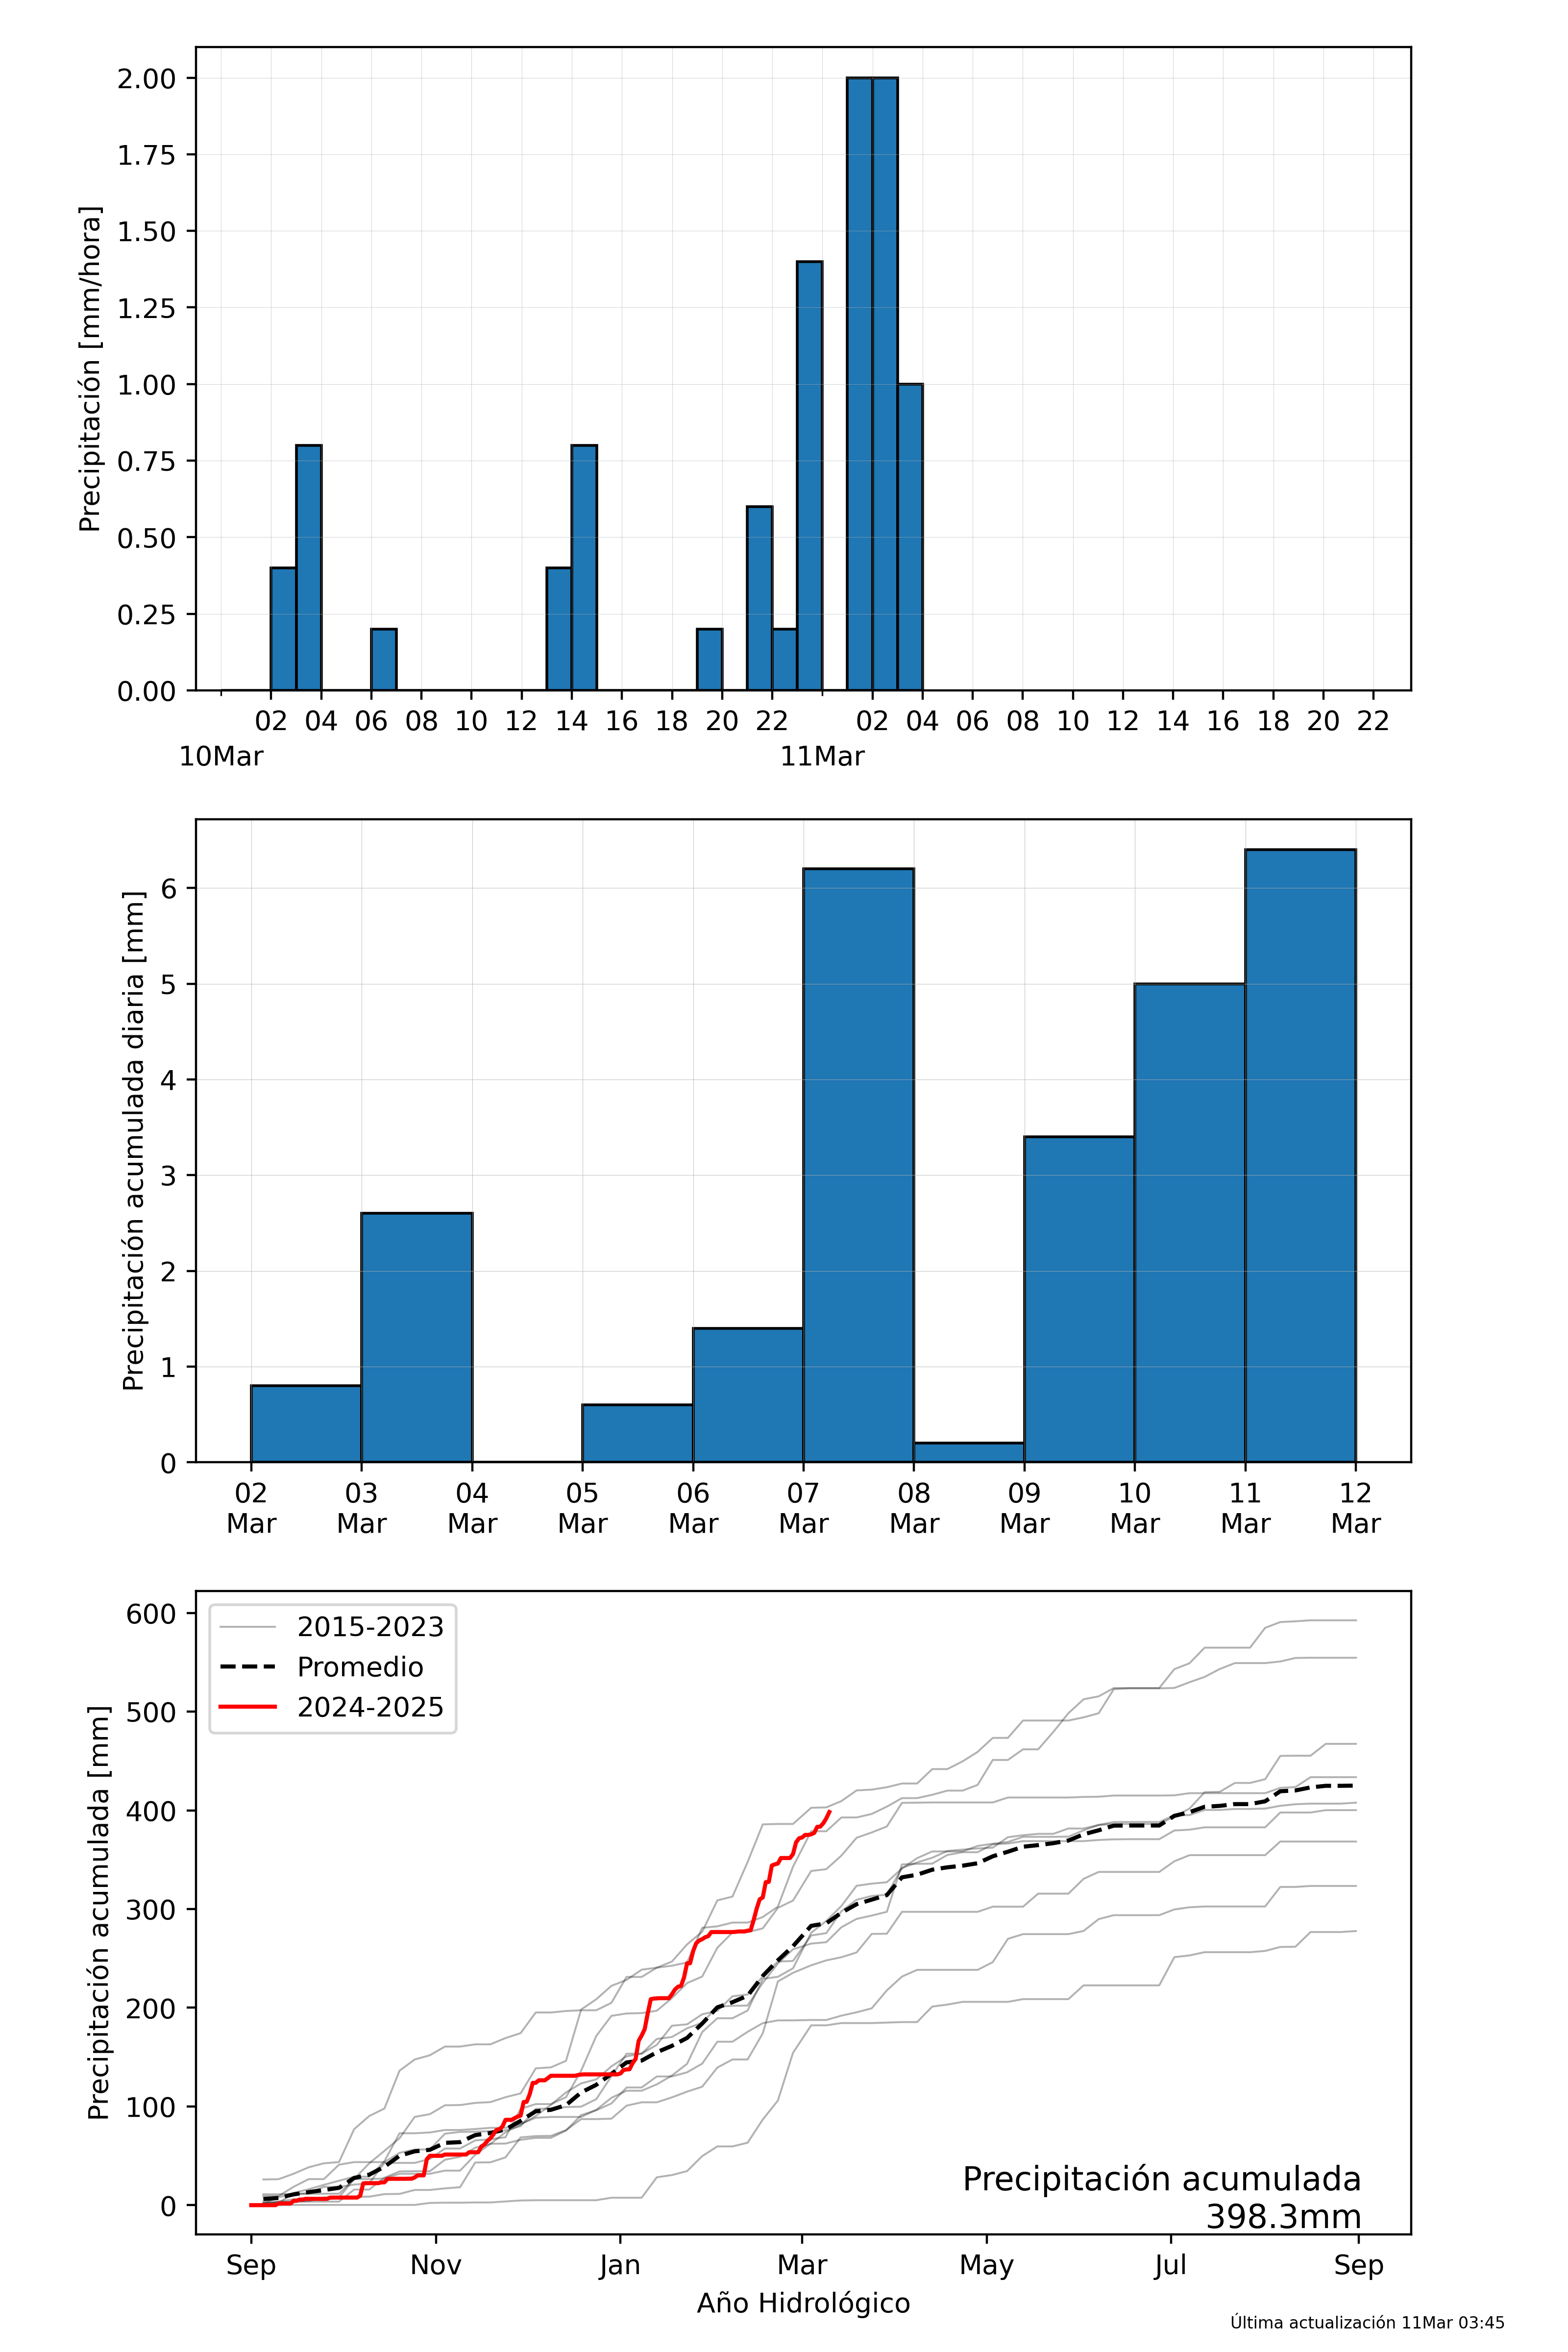 Precipitación [mm/hora]
2.00
1.75
1.50
1.25
1.00
0.75
0.50
0.25
0.00
02 04 06 08 10 12 14 16 18 20 22 02 04 06 08 10 12 14 16 18 20 22
10Mar 11Mar
Precipitación acumulada diaria [mm]
6
5
4
3
2
1
0
02 03 04 05 06 07 08 09 10 11 12
Mar Mar Mar Mar Mar Mar Mar Mar Mar Mar Mar
Precipitación acumulada [mm]
600
500
400
300
200
100
0
2015-2023
Promedio
2024-2025
Precipitación acumulada
398.3mm
Sep Nov Jan Mar May Jul Sep
Año Hidrológico
Última actualización 11Mar 03:45